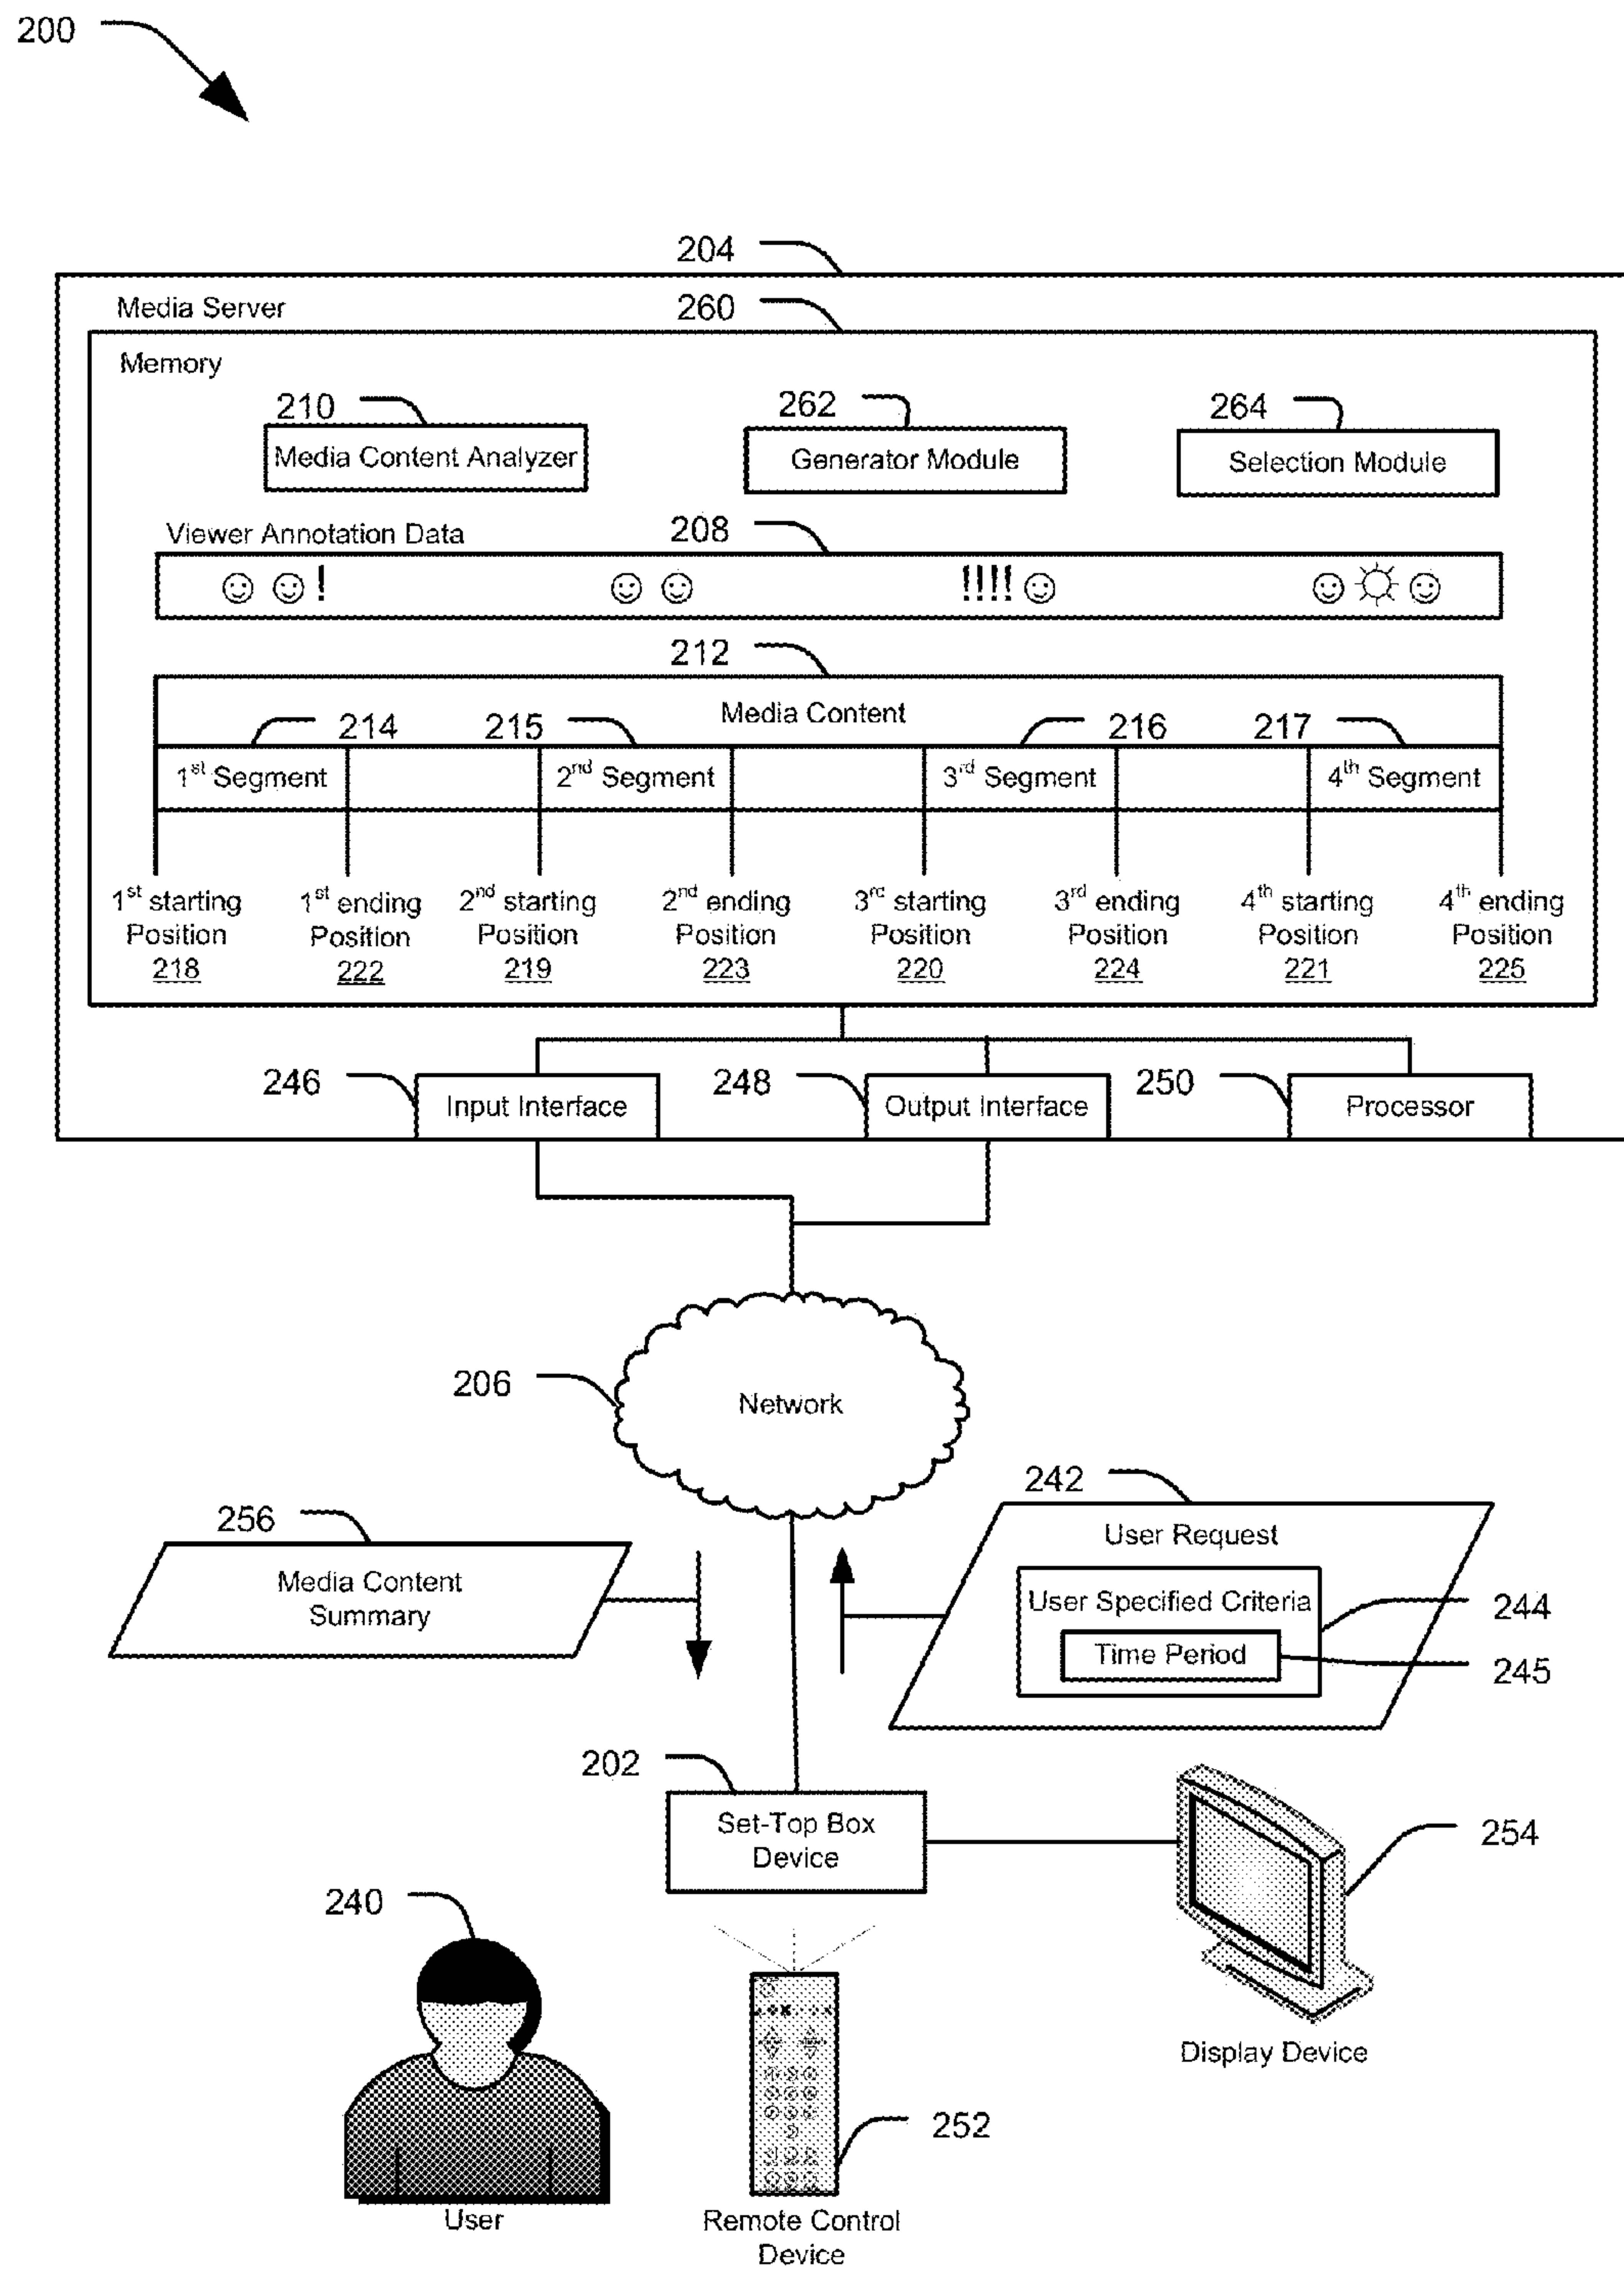 200
204
Media Server
260
Memory
210
262
264
Media Content Analyzer
Generator Module
Selection Module
Viewer Annotation Data
208
! !!!!
212
Media Content
214
215
216
217
1st Segment
2nd Segment
3rd Segment
4th Segment
1st starting
Position
218
1st ending
Position
222
2nd starting
Position
219
2nd ending
Position
223
3rd starting
Position
220
3rd ending
Position
224
4th starting
Position
221
4th ending
Position
225
246
Input Interface
248
Output Interface
250
Processor
206
Network
256
Media Content
Summary
242
User Request
User Specified Criteria
244
Time Period
245
202
Set-Top Box
Device
254
Display Device
240
User
252
Remote Control
Device